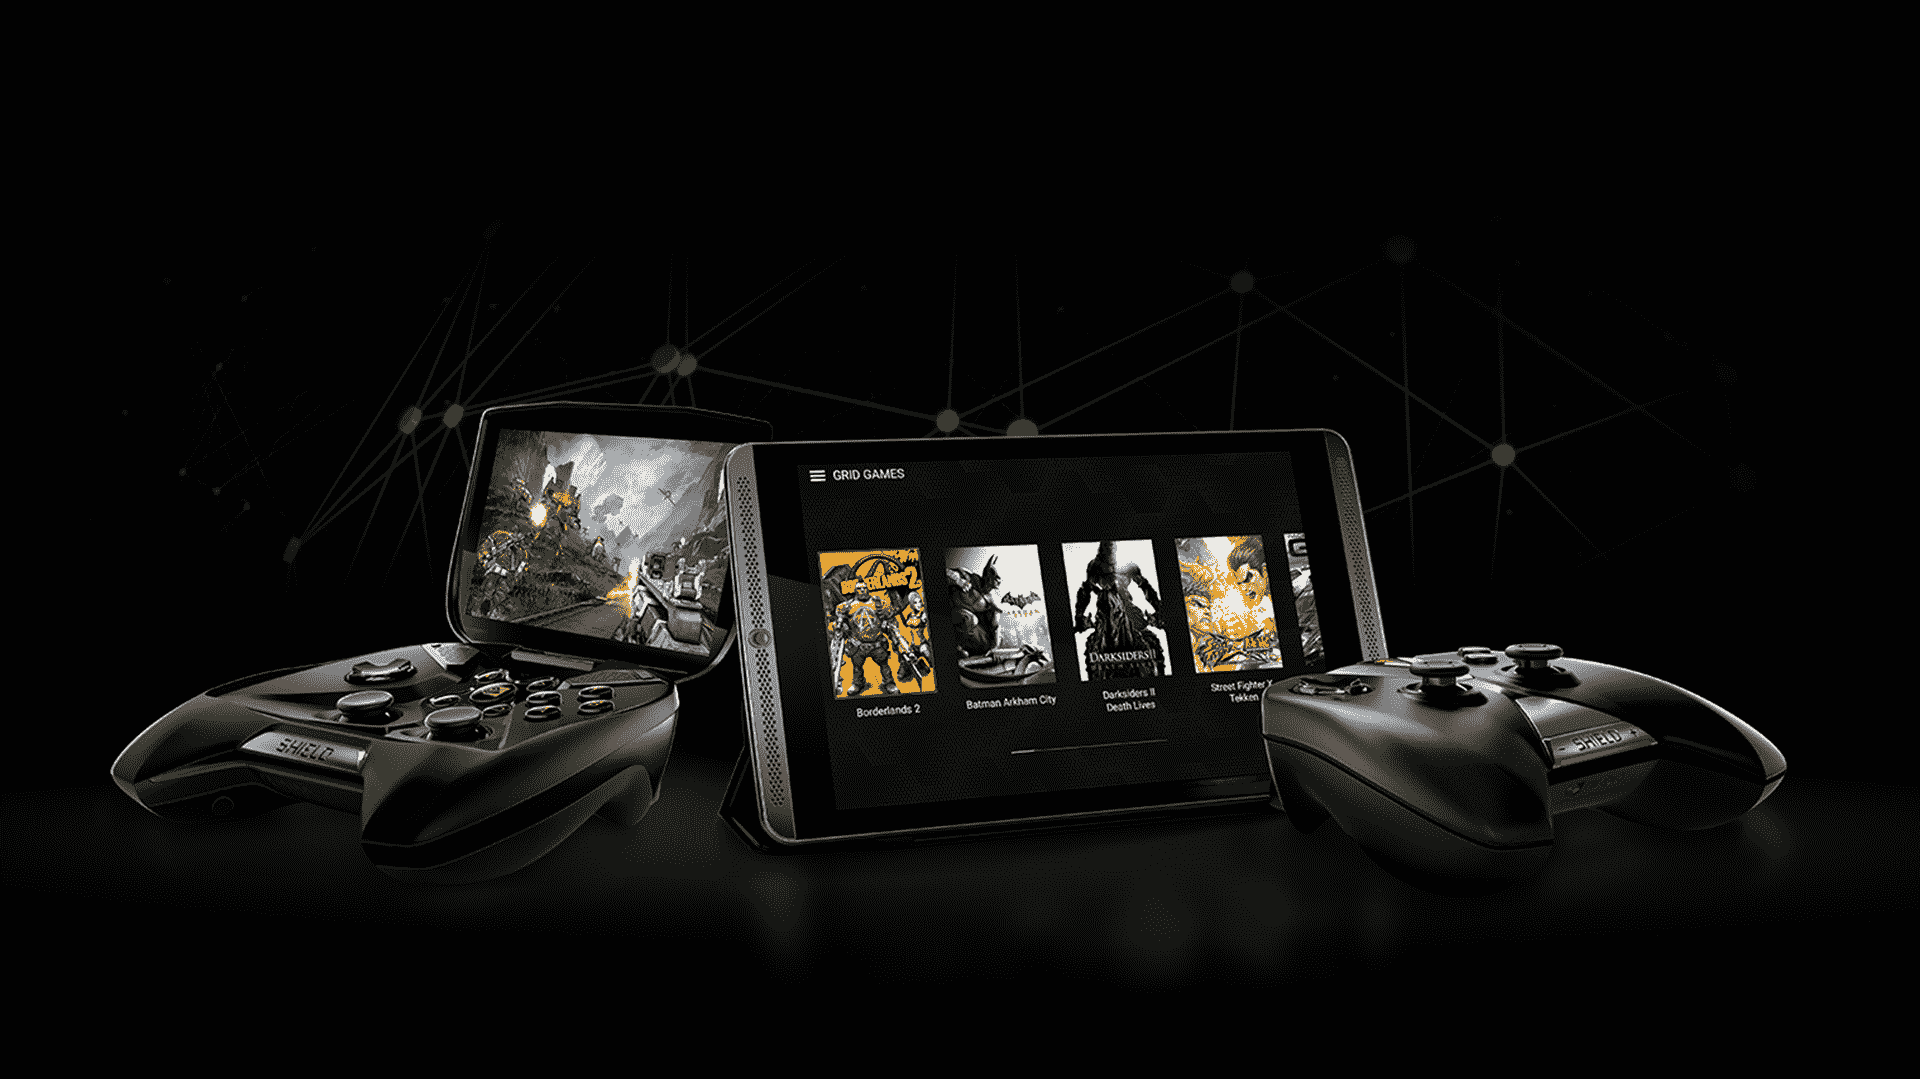 GRID GAMES
BORDERLANDS 2
DARKSIDERS II
Borderlands 2
Batman Arkham City
Darksiders II
Death Lives
Street Fighter X
Tekken
SHIELD
- SHIELD +